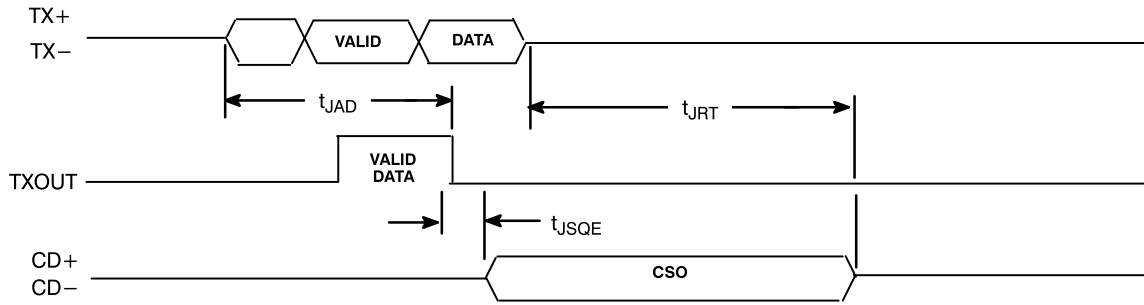 TX+
TX−
VALID
DATA
tJAD
tJRT
TXOUT
VALID
DATA
tJSQE
CD+
CD−
CSO